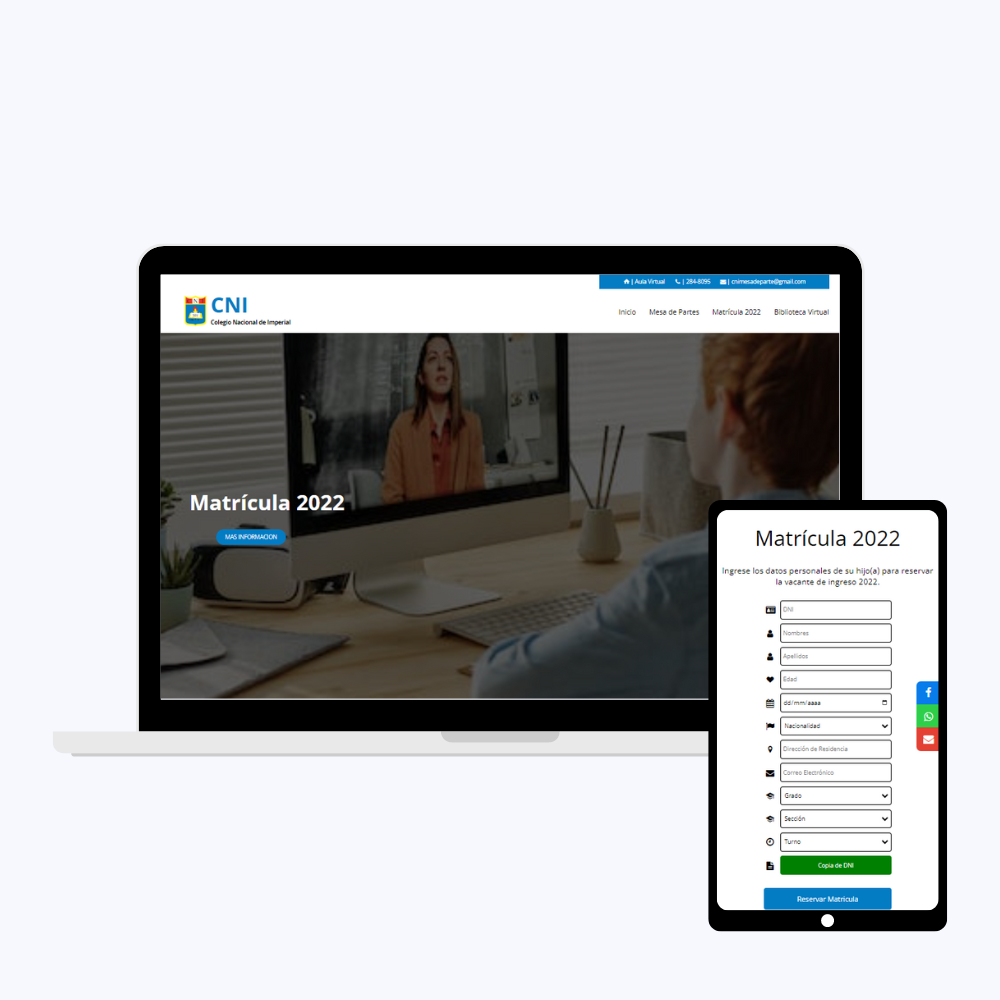 | Aula Virtual | 284-8095 | cnimesadeparte@gmail.com
CNI
Colegio Nacional de Imperial
Inicio Mesa de Partes Matrícula 2022 Biblioteca Virtual
Matrícula 2022
MAS INFORMACION
Matrícula 2022
Ingrese los datos personales de su hijo(a) para reservar
la vacante de ingreso 2022.
DNI
Nombres
Apellidos
Edad
dd/mm/aaaa
Nacionalidad
Dirección de Residencia
Correo Electrónico
Grado
Sección
Turno
Copia de DNI
Reservar Matricula